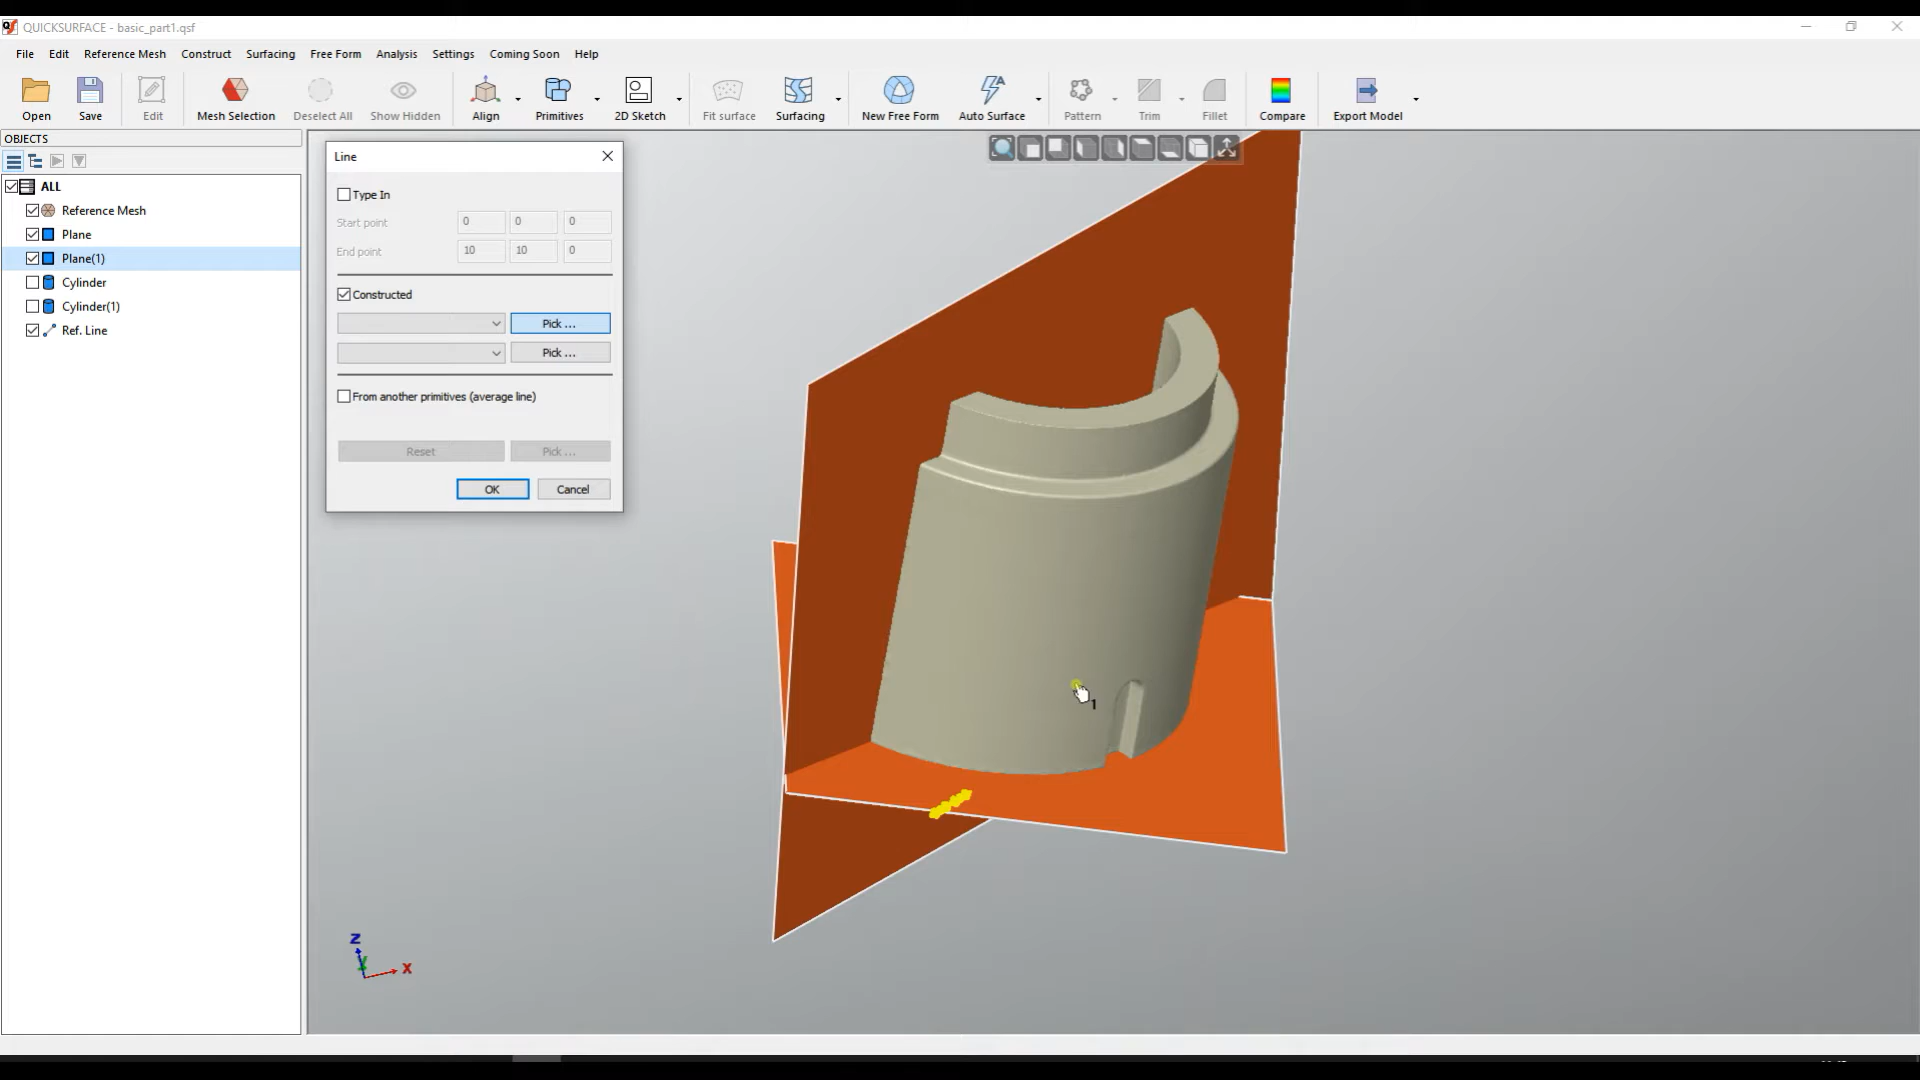 QUICKSURFACE - basic_part1.qsf
File Edit Reference Mesh Construct Surfacing Free Form Analysis Settings Coming Soon Help
Open Save Edit Mesh Selection Deselect All Show Hidden Align Primitives 2D Sketch Fit surface Surfacing New Free Form Auto Surface Pattern Trim Fillet Compare Export Model
OBJECTS
ALL
Reference Mesh
Plane
Plane(1)
Cylinder
Cylinder(1)
Ref. Line
Line
Type In
Start point 0 0 0
End point 10 10 0
Constructed
Pick ...
Pick ...
From another primitives (average line)
Reset Pick ...
OK Cancel
1
Z
Y
X